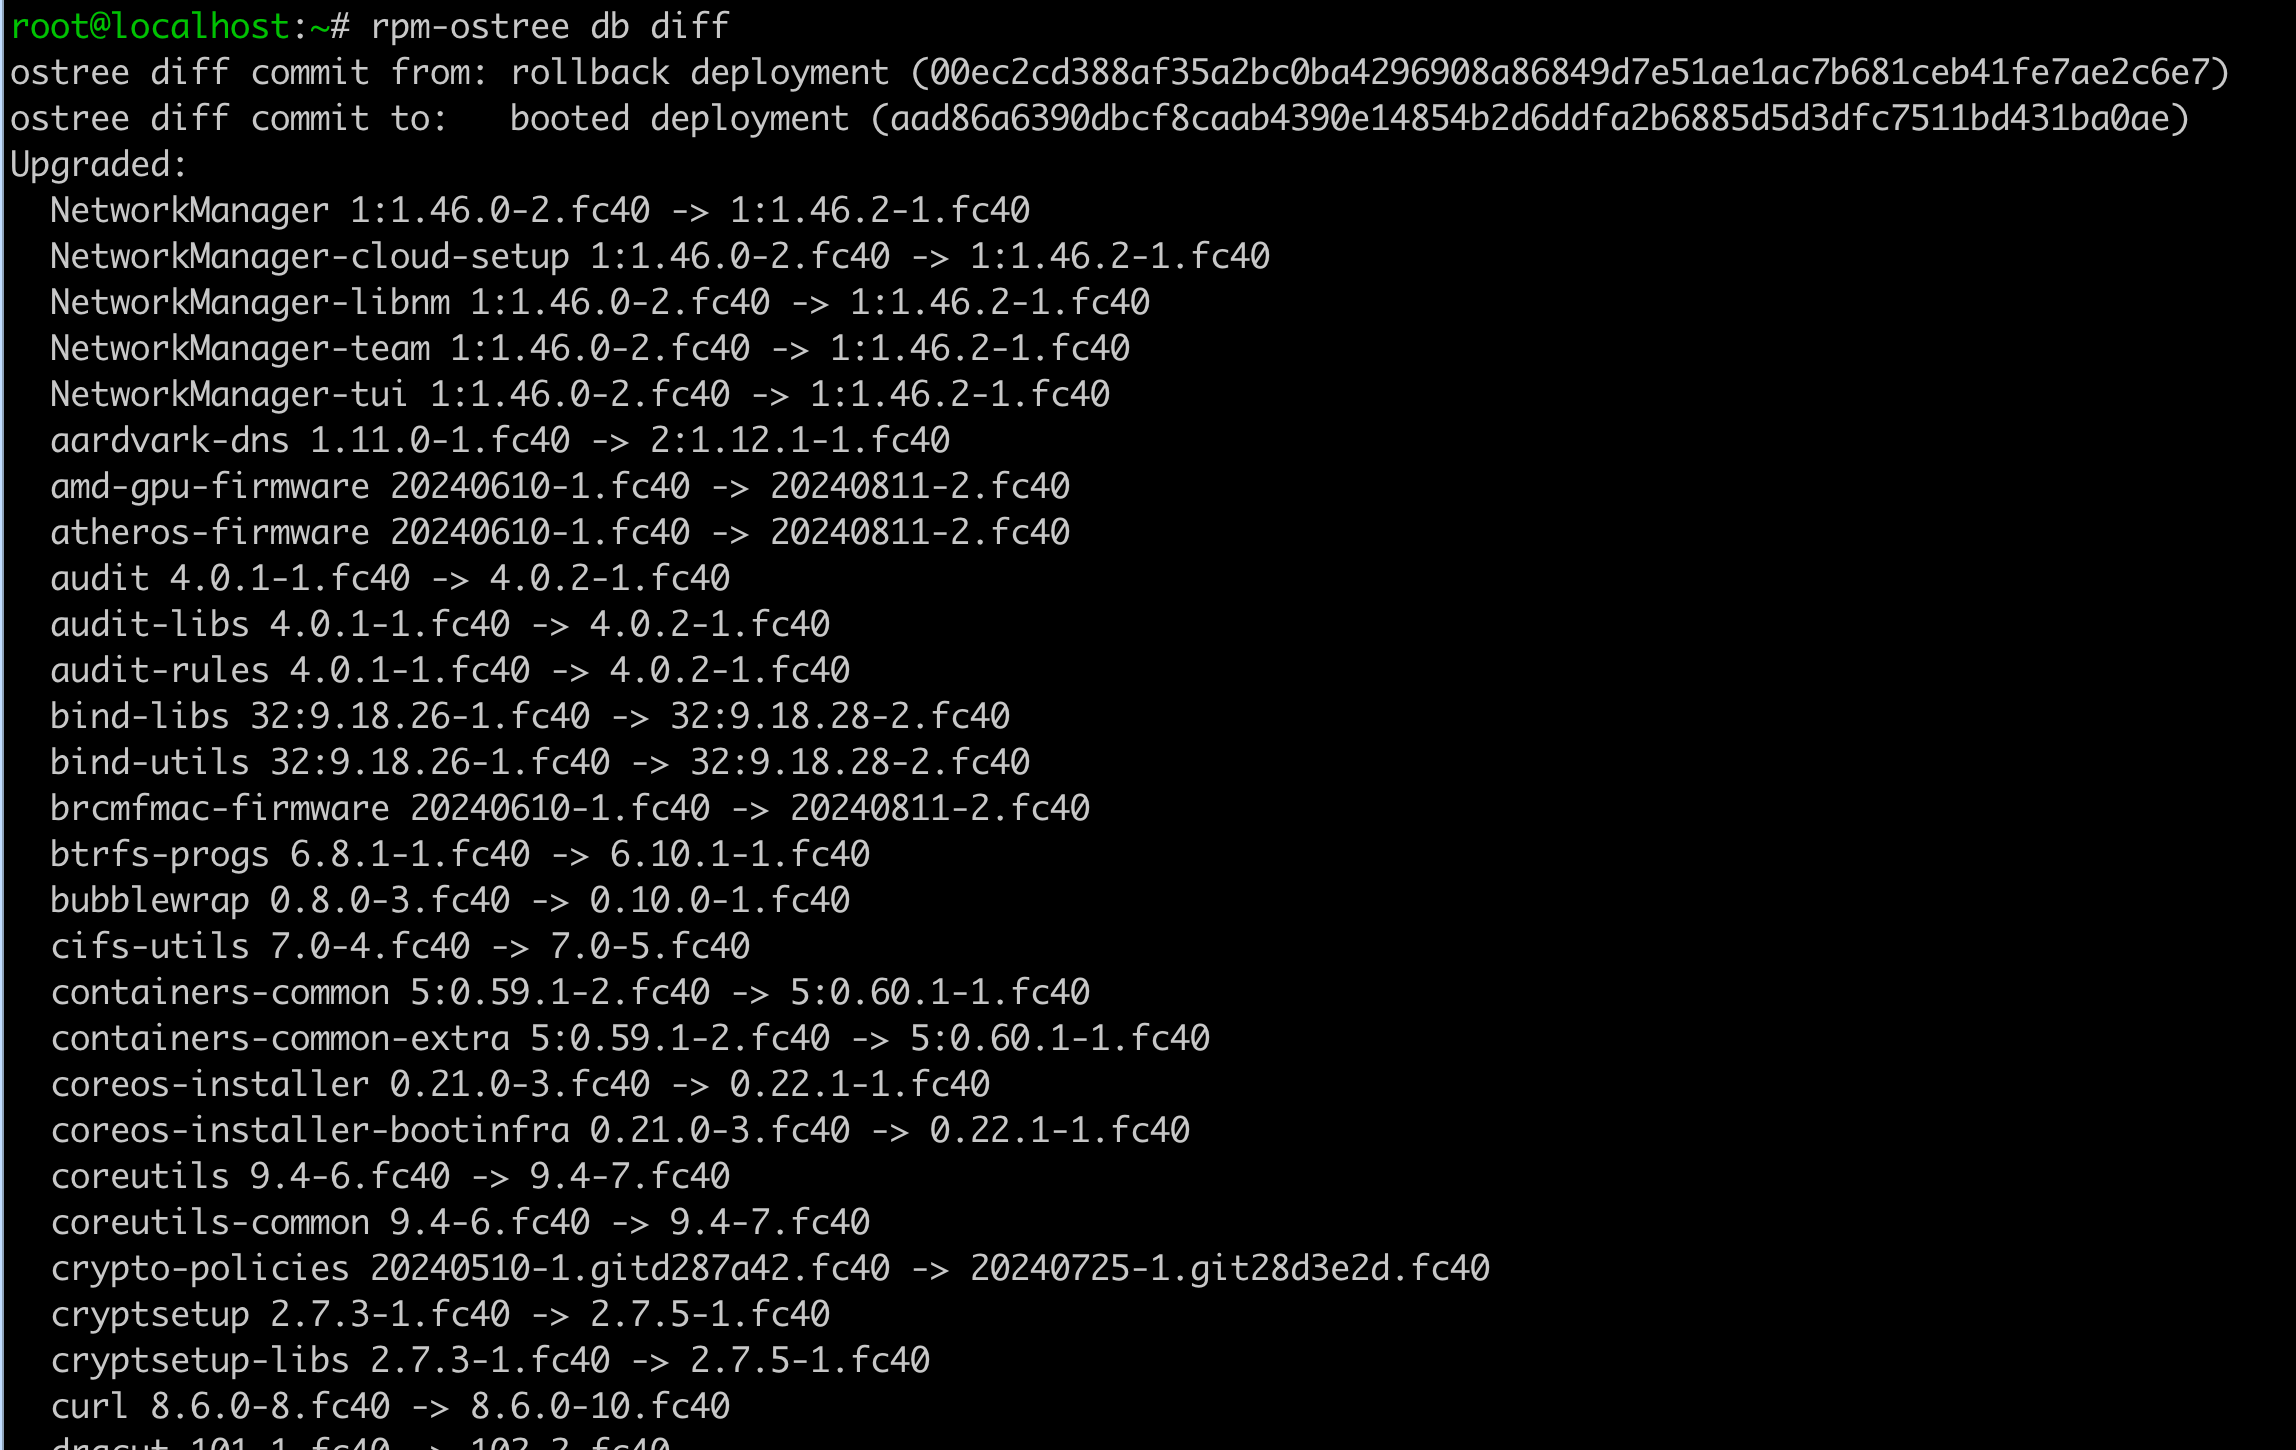 root@localhost:~# rpm-ostree db diff
ostree diff commit from: rollback deployment (00ec2cd388af35a2bc0ba4296908a86849d7e51ae1ac7b681ceb41fe7ae2c6e7)
ostree diff commit to:   booted deployment (aad86a6390dbcf8caab4390e14854b2d6ddfa2b6885d5d3dfc7511bd431ba0ae)
Upgraded:
  NetworkManager 1:1.46.0-2.fc40 -> 1:1.46.2-1.fc40
  NetworkManager-cloud-setup 1:1.46.0-2.fc40 -> 1:1.46.2-1.fc40
  NetworkManager-libnm 1:1.46.0-2.fc40 -> 1:1.46.2-1.fc40
  NetworkManager-team 1:1.46.0-2.fc40 -> 1:1.46.2-1.fc40
  NetworkManager-tui 1:1.46.0-2.fc40 -> 1:1.46.2-1.fc40
  aardvark-dns 1.11.0-1.fc40 -> 2:1.12.1-1.fc40
  amd-gpu-firmware 20240610-1.fc40 -> 20240811-2.fc40
  atheros-firmware 20240610-1.fc40 -> 20240811-2.fc40
  audit 4.0.1-1.fc40 -> 4.0.2-1.fc40
  audit-libs 4.0.1-1.fc40 -> 4.0.2-1.fc40
  audit-rules 4.0.1-1.fc40 -> 4.0.2-1.fc40
  bind-libs 32:9.18.26-1.fc40 -> 32:9.18.28-2.fc40
  bind-utils 32:9.18.26-1.fc40 -> 32:9.18.28-2.fc40
  brcmfmac-firmware 20240610-1.fc40 -> 20240811-2.fc40
  btrfs-progs 6.8.1-1.fc40 -> 6.10.1-1.fc40
  bubblewrap 0.8.0-3.fc40 -> 0.10.0-1.fc40
  cifs-utils 7.0-4.fc40 -> 7.0-5.fc40
  containers-common 5:0.59.1-2.fc40 -> 5:0.60.1-1.fc40
  containers-common-extra 5:0.59.1-2.fc40 -> 5:0.60.1-1.fc40
  coreos-installer 0.21.0-3.fc40 -> 0.22.1-1.fc40
  coreos-installer-bootinfra 0.21.0-3.fc40 -> 0.22.1-1.fc40
  coreutils 9.4-6.fc40 -> 9.4-7.fc40
  coreutils-common 9.4-6.fc40 -> 9.4-7.fc40
  crypto-policies 20240510-1.gitd287a42.fc40 -> 20240725-1.git28d3e2d.fc40
  cryptsetup 2.7.3-1.fc40 -> 2.7.5-1.fc40
  cryptsetup-libs 2.7.3-1.fc40 -> 2.7.5-1.fc40
  curl 8.6.0-8.fc40 -> 8.6.0-10.fc40